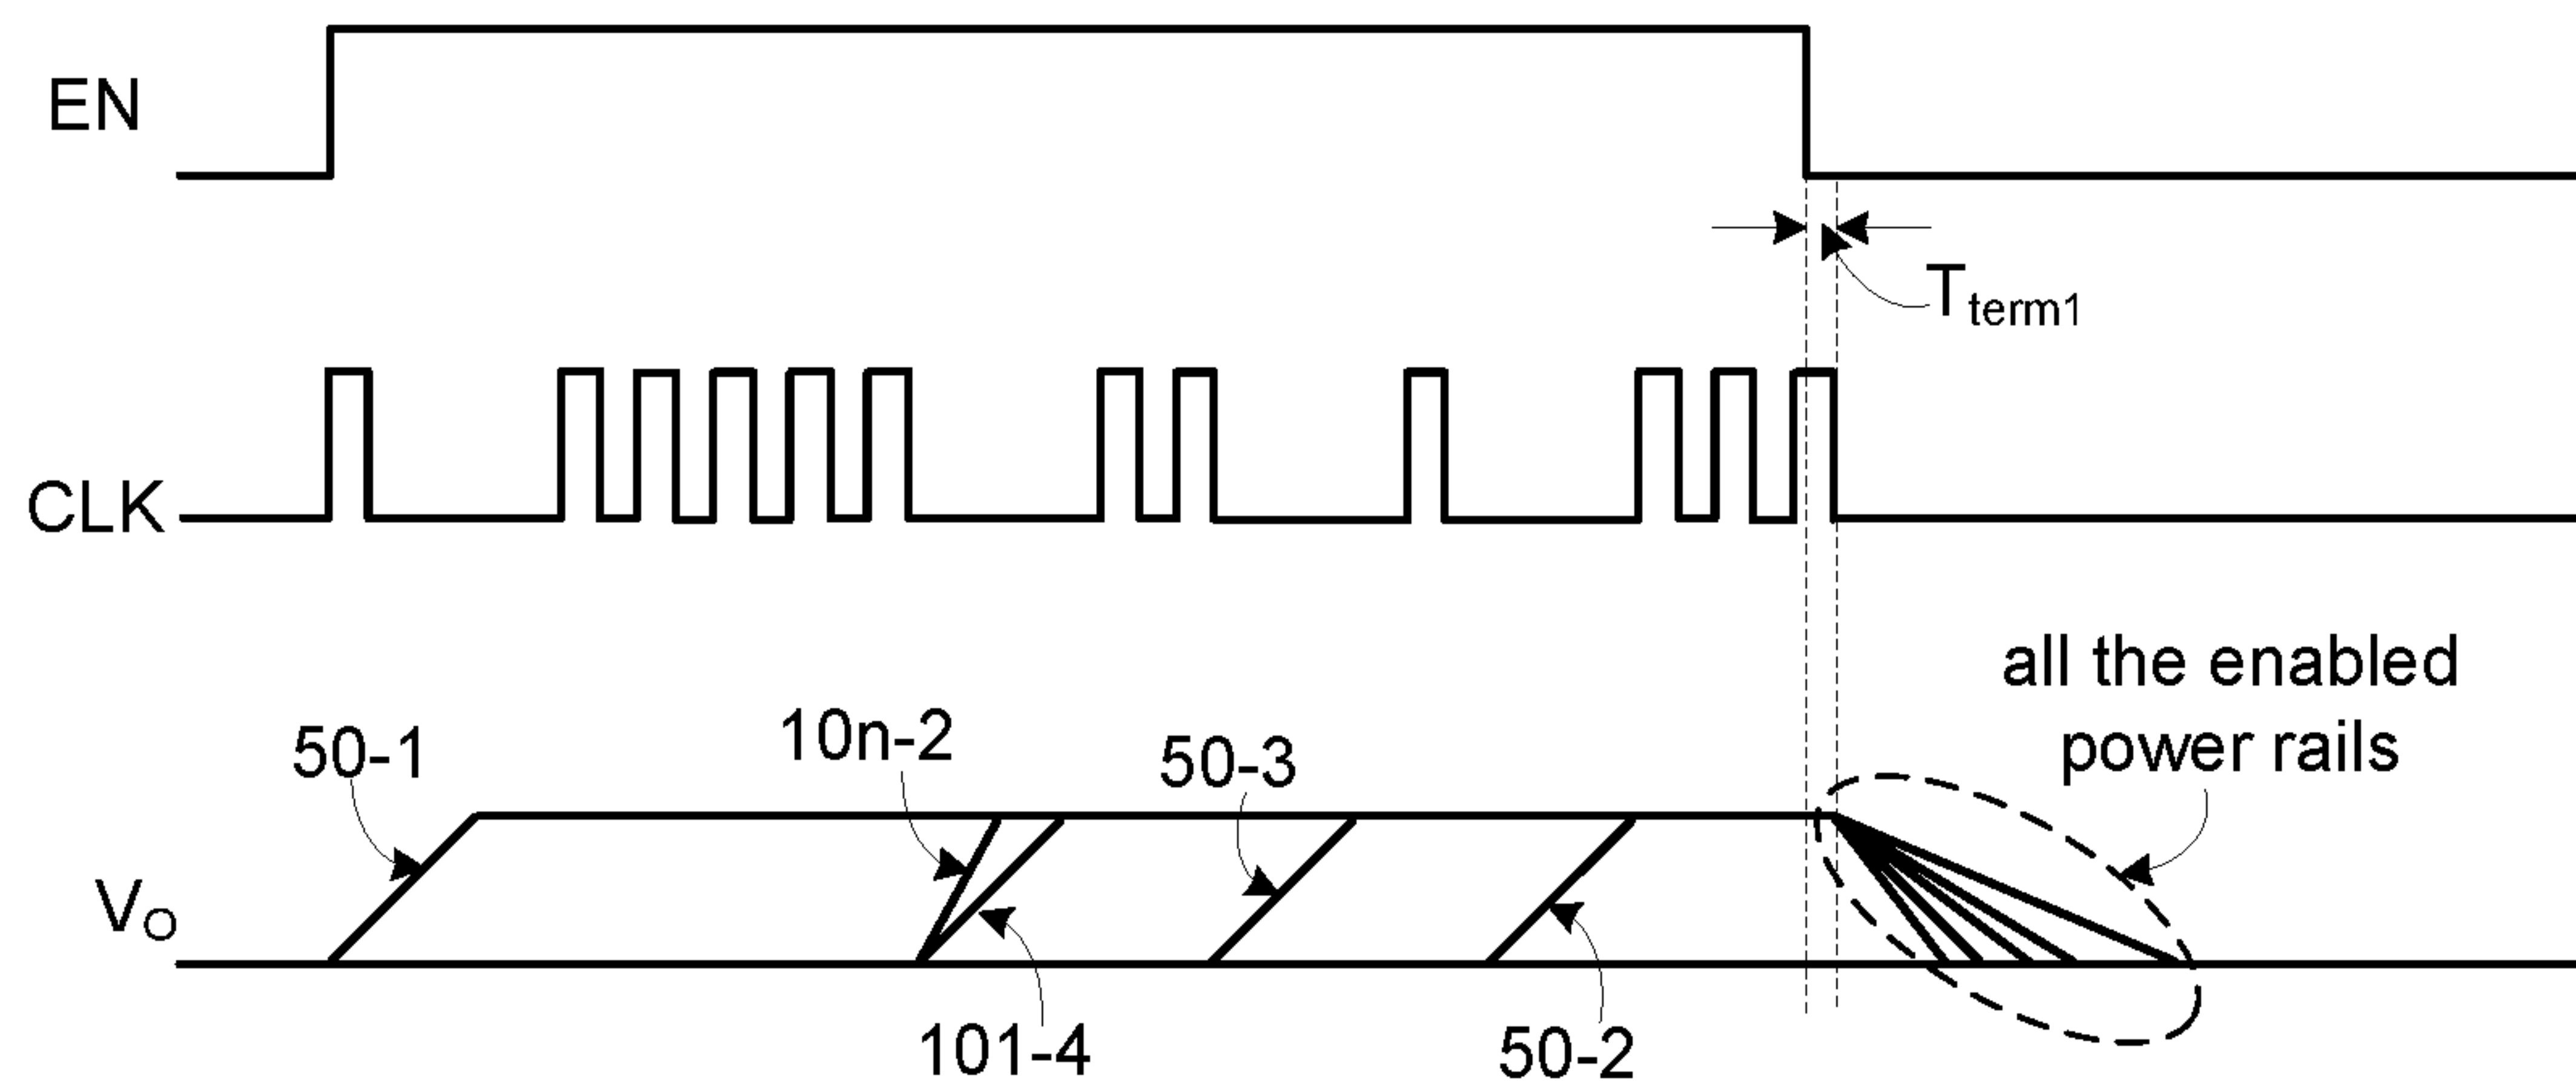 EN
Tterm1
CLK
all the enabled
power rails
50-1
10n-2
50-3
VO
101-4
50-2